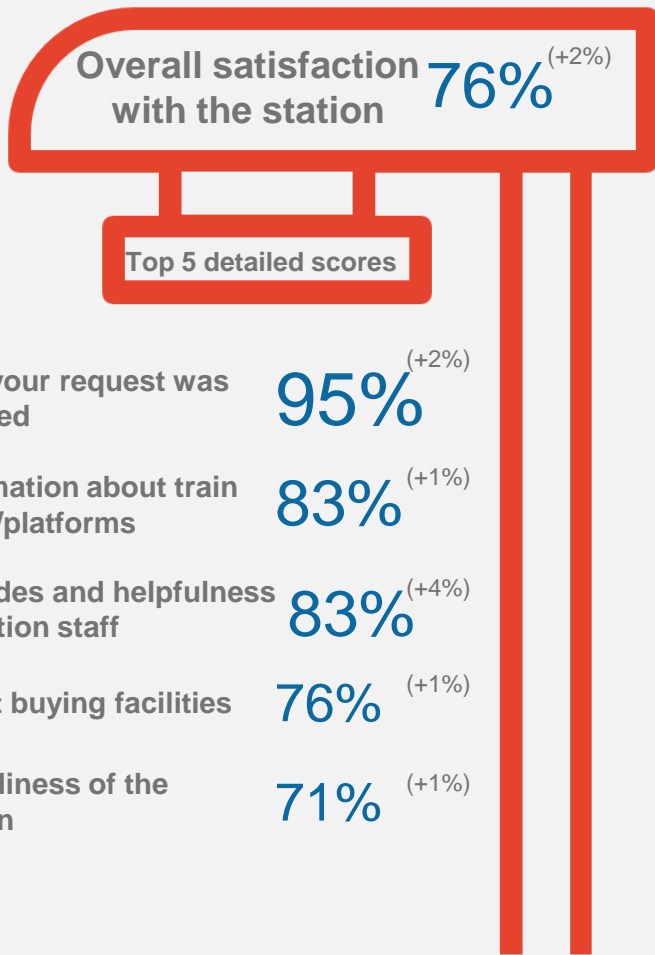 Overall satisfaction 76% (+2%)
with the station
Top 5 detailed scores
(+2%)
your request was 95%
ed
mation about train 83% (+1%)
/platforms
des and helpfulness 83% (+4%)
tion staff
t buying facilities 76% (+1%)
liness of the 71% (+1%)
n